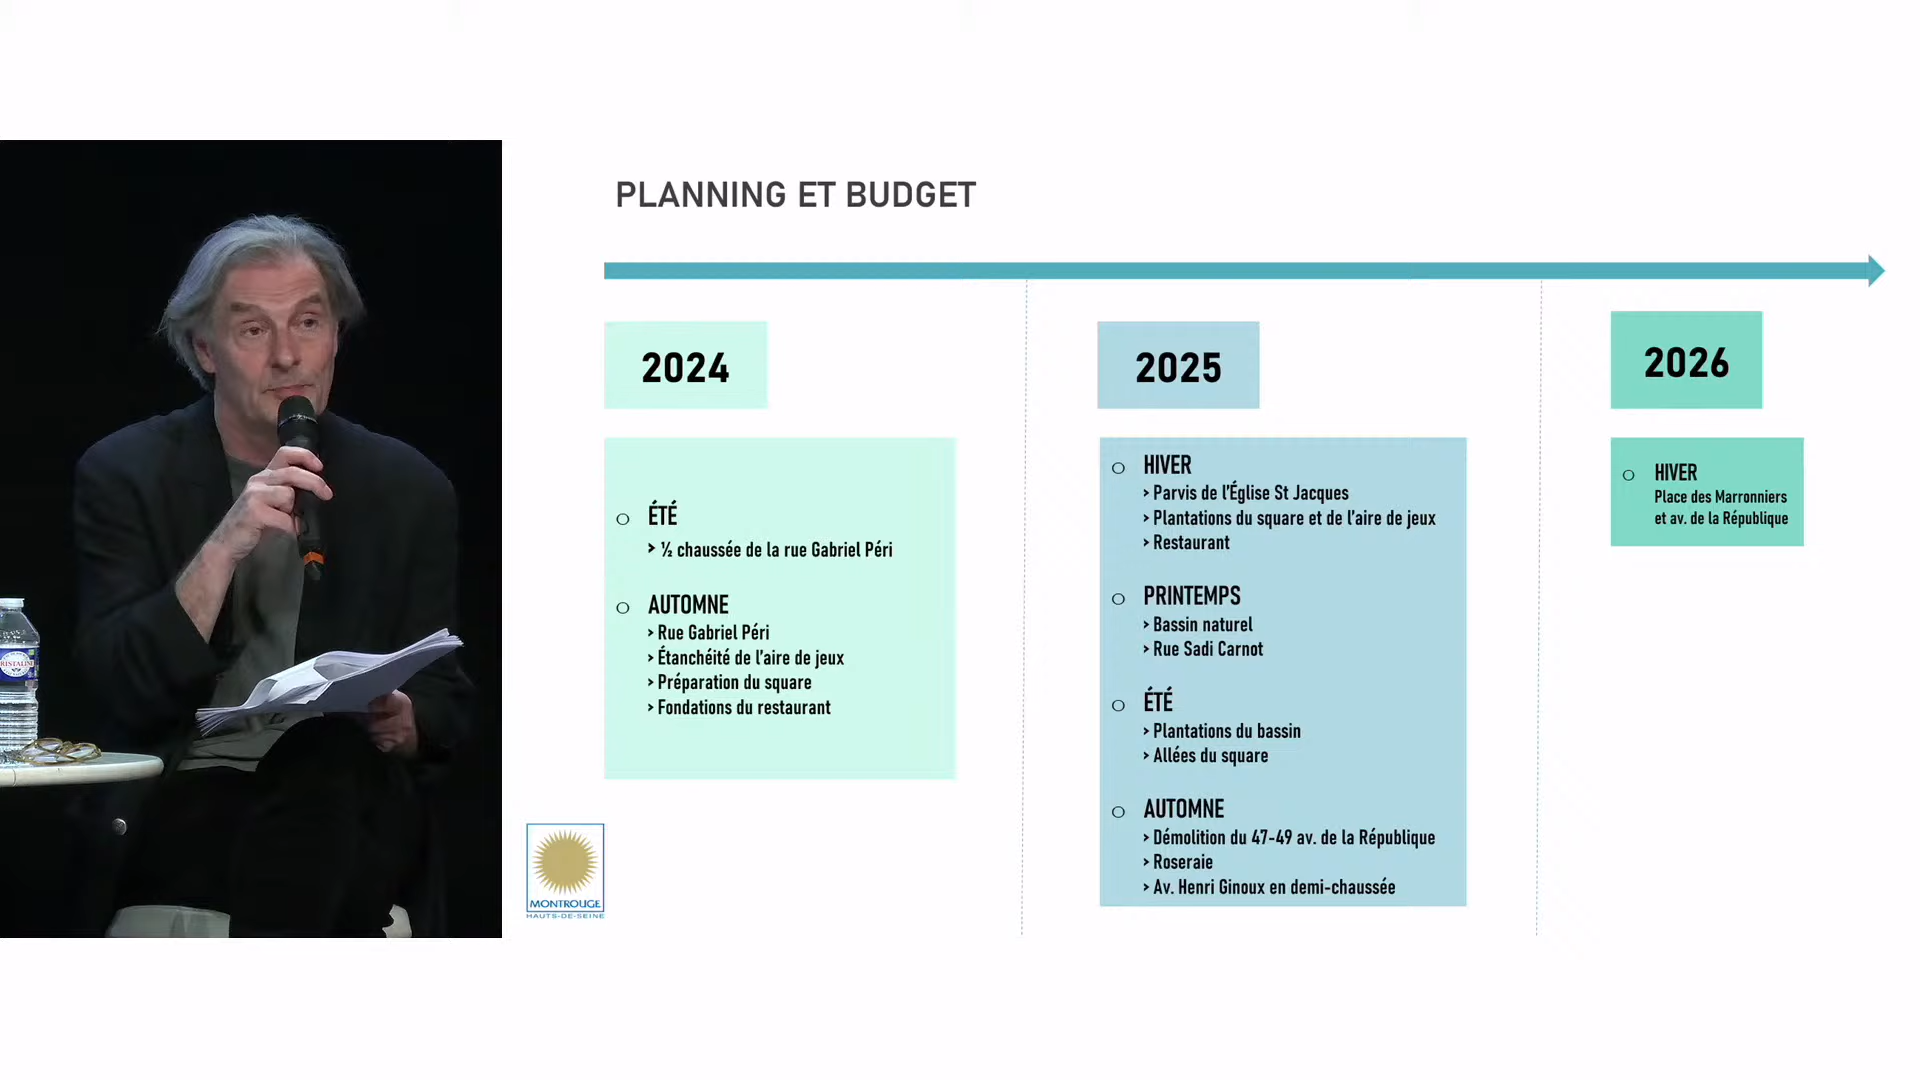 PLANNING ET BUDGET
2024
ÉTÉ
> ½ chaussée de la rue Gabriel Péri
AUTOMNE
> Rue Gabriel Péri
> Étanchéité de l'aire de jeux
> Préparation du square
> Fondations du restaurant
2025
HIVER
> Parvis de l'Église St Jacques
> Plantations du square et de l'aire de jeux
> Restaurant
PRINTEMPS
> Bassin naturel
> Rue Sadi Carnot
ÉTÉ
> Plantations du bassin
> Allées du square
AUTOMNE
> Démolition du 47-49 av. de la République
> Roseraie
> Av. Henri Ginoux en demi-chaussée
2026
HIVER
Place des Marronniers
et av. de la République
MONTROUGE
HAUTS-DE-SEINE